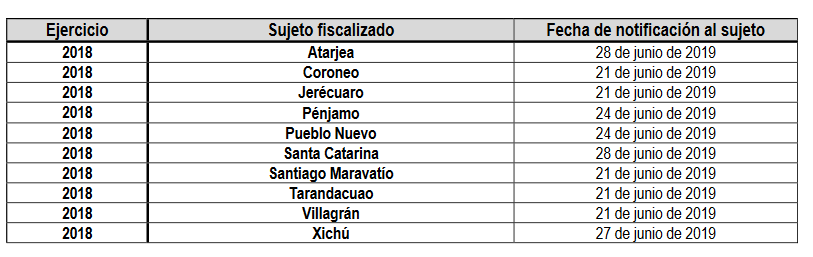 Ejercicio Sujeto fiscalizado Fecha de notificación al sujeto
2018 Atarjea 28 de junio de 2019
2018 Coroneo 21 de junio de 2019
2018 Jerécuaro 21 de junio de 2019
2018 Pénjamo 24 de junio de 2019
2018 Pueblo Nuevo 24 de junio de 2019
2018 Santa Catarina 28 de junio de 2019
2018 Santiago Maravatío 21 de junio de 2019
2018 Tarandacuao 21 de junio de 2019
2018 Villagrán 21 de junio de 2019
2018 Xichú 27 de junio de 2019